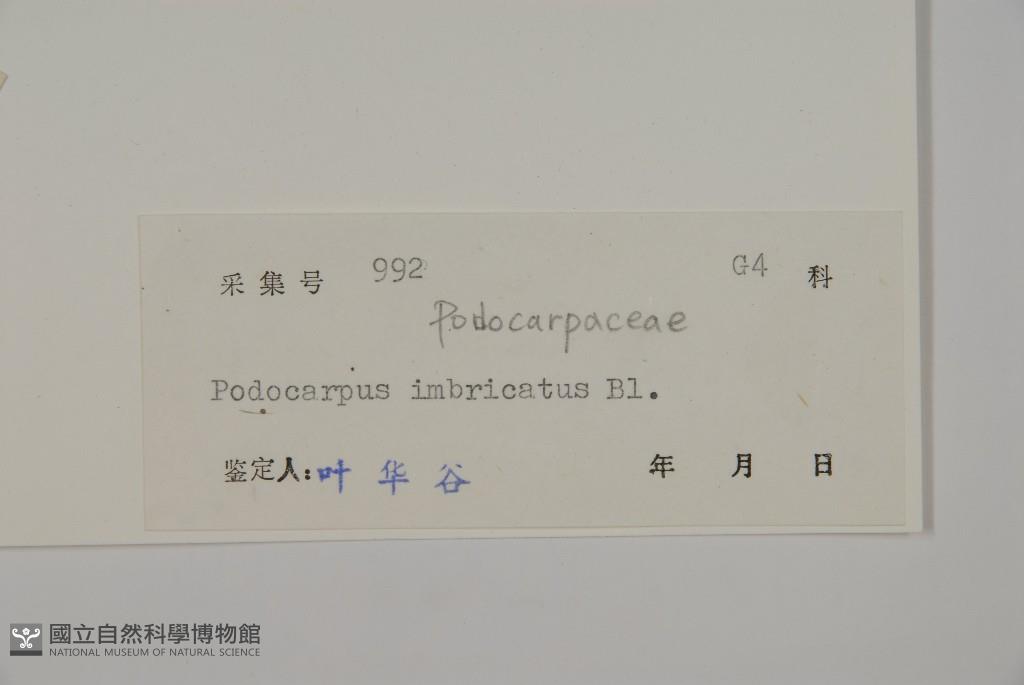 采集号 992 G4 科
Podocarpaceae
Podocarpus imbricatus Bl.
鉴定人: 叶华谷 年 月 日
國立自然科學博物館
NATIONAL MUSEUM OF NATURAL SCIENCE